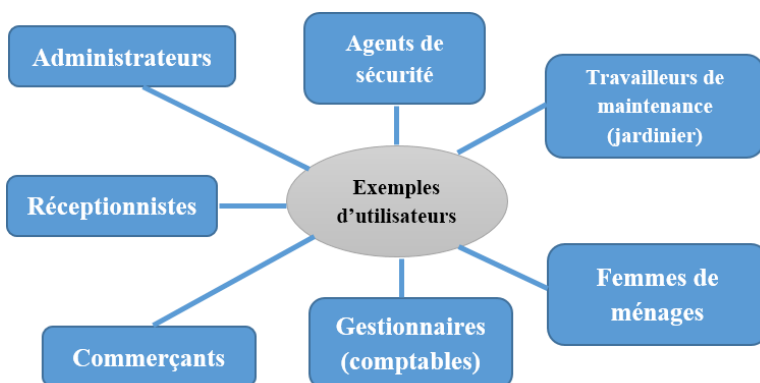 Administrateurs
Agents de
sécurité
Travailleurs de
maintenance
(jardinier)
Exemples
d’utilisateurs
Réceptionnistes
Femmes de
ménages
Commerçants
Gestionnaires
(comptables)